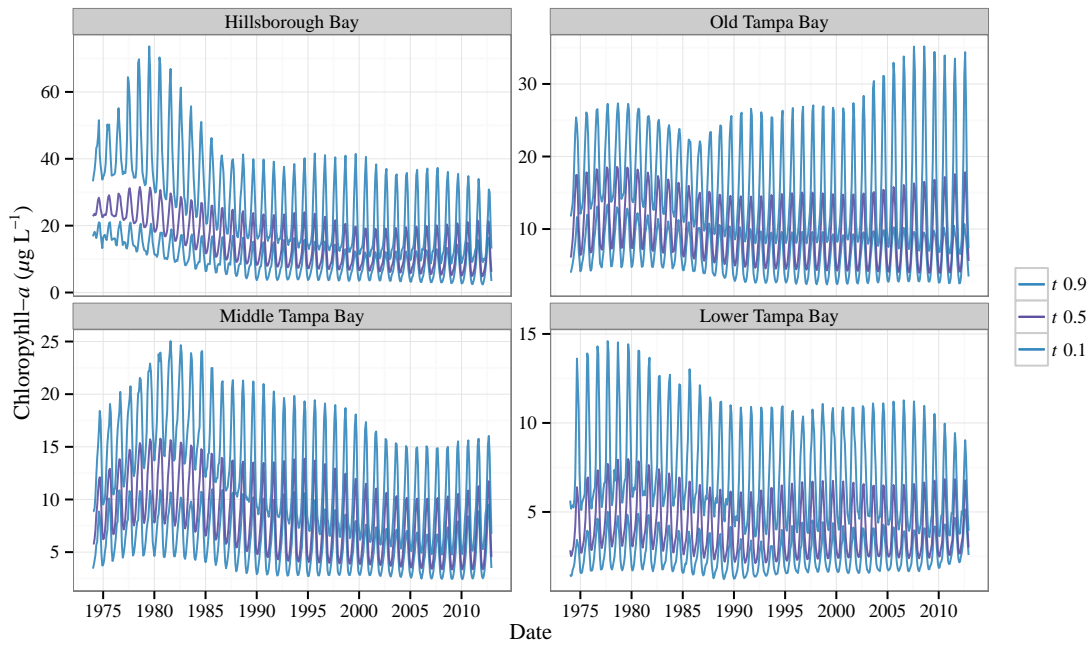 Hillsborough Bay
Old Tampa Bay
60
40
20
0
30
20
10
Middle Tampa Bay
Lower Tampa Bay
25
20
15
10
5
15
10
5
1975 1980 1985 1990 1995 2000 2005 2010
1975 1980 1985 1990 1995 2000 2005 2010
Date
Chloropyhll−a (µg L⁻¹)
t 0.9
t 0.5
t 0.1